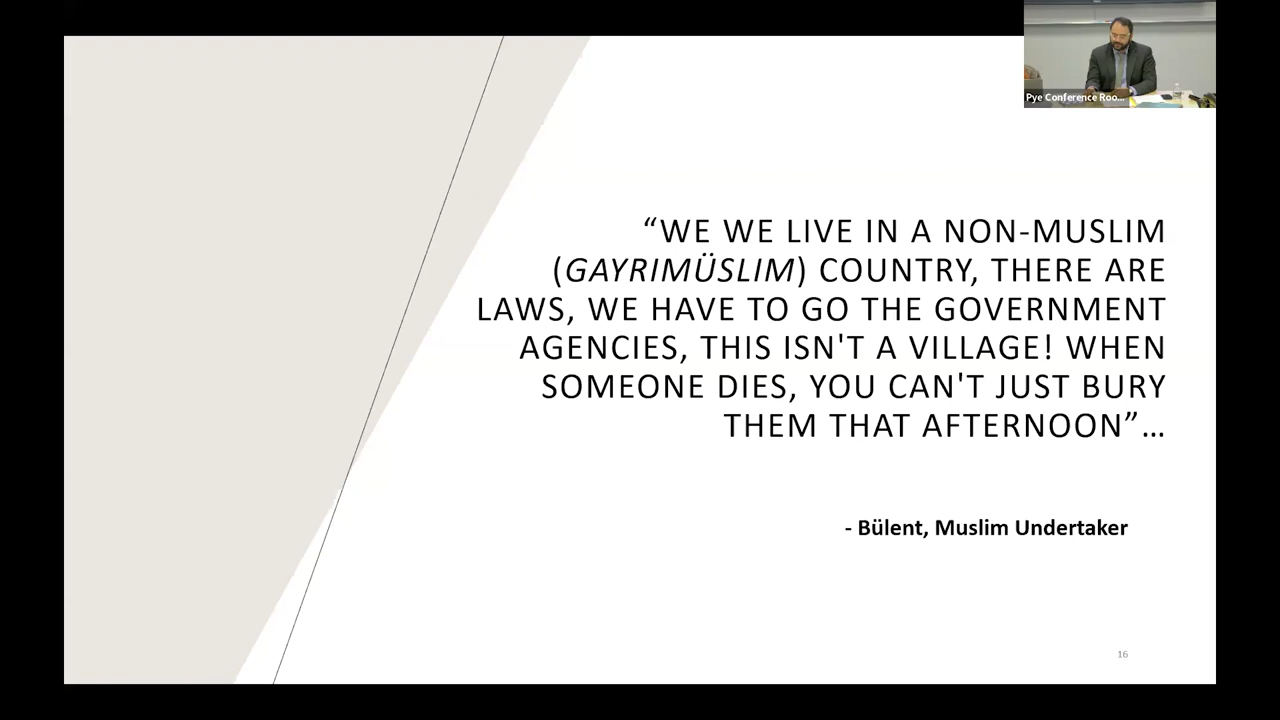 Pye Conference Roo...
“WE WE LIVE IN A NON-MUSLIM
(GAYRIMÜSLIM) COUNTRY, THERE ARE
LAWS, WE HAVE TO GO THE GOVERNMENT
AGENCIES, THIS ISN'T A VILLAGE! WHEN
SOMEONE DIES, YOU CAN'T JUST BURY
THEM THAT AFTERNOON”…
- Bülent, Muslim Undertaker
16